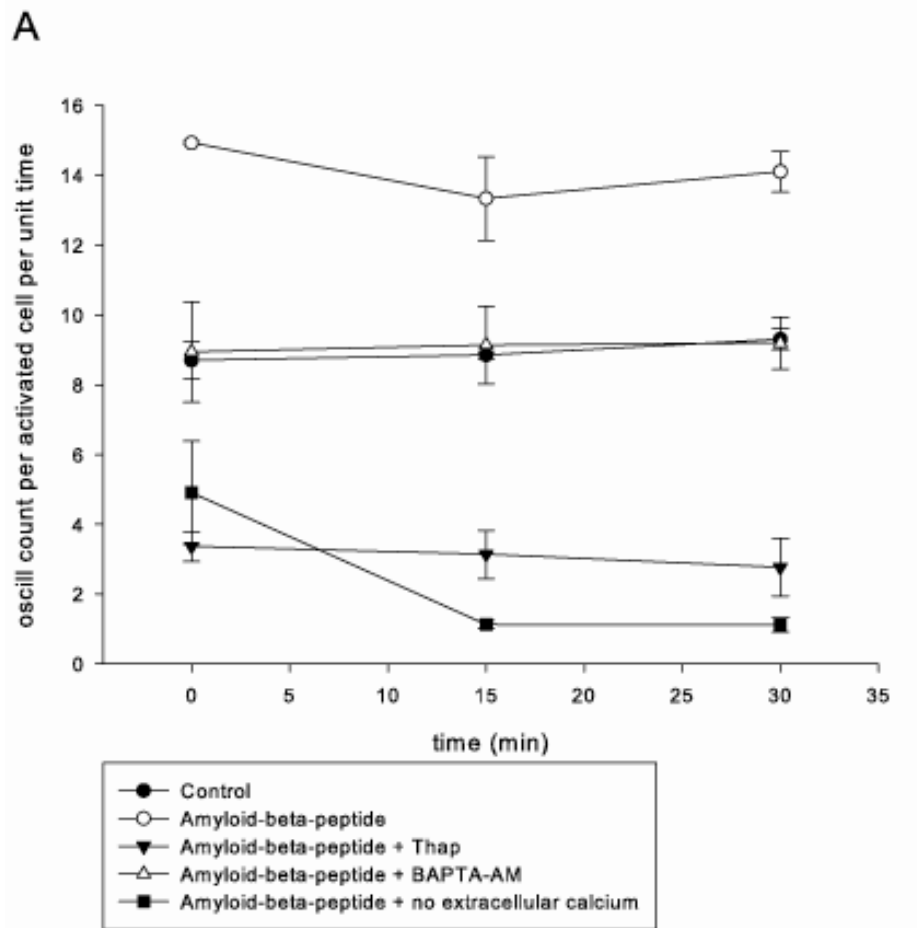 A
oscill count per activated cell per unit time
16
14
12
10
8
6
4
2
0
0 5 10 15 20 25 30 35
time (min)
Control
Amyloid-beta-peptide
Amyloid-beta-peptide + Thap
Amyloid-beta-peptide + BAPTA-AM
Amyloid-beta-peptide + no extracellular calcium